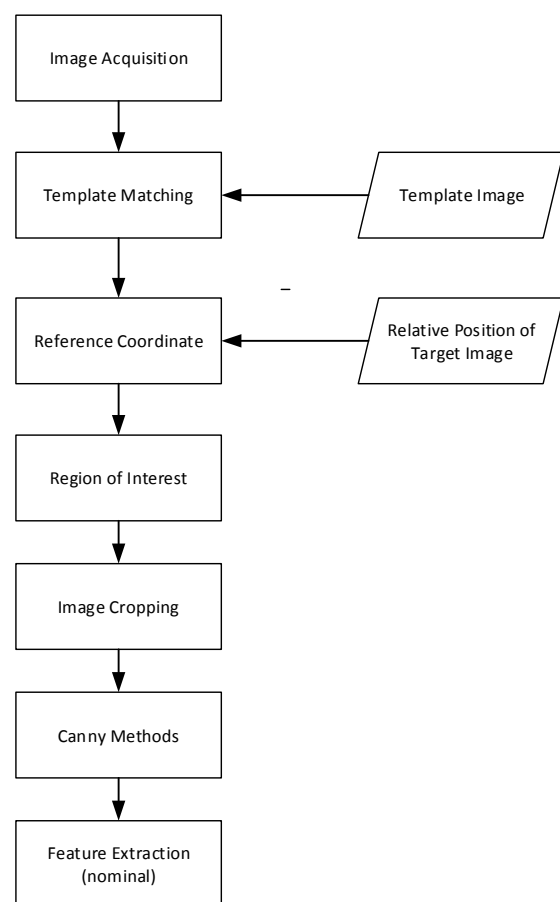 Image Acquisition
Template Matching
Template Image
Reference Coordinate
Relative Position of
Target Image
Region of Interest
Image Cropping
Canny Methods
Feature Extraction
(nominal)